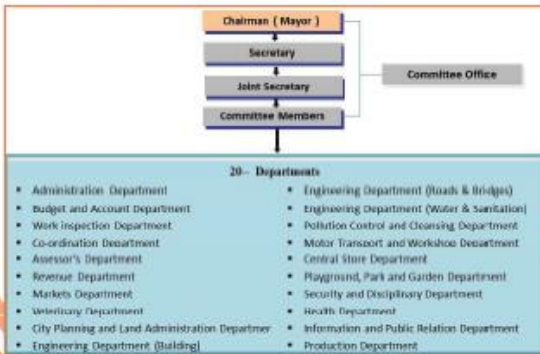 Chairman ( Mayor )
Secretary
Joint Secretary
Committee Members
Committee Office
20– Departments
▪ Administration Department
▪ Budget and Account Department
▪ Work inspection Department
▪ Co-ordination Department
▪ Assessor's Department
▪ Revenue Department
▪ Markets Department
▪ Veterinary Department
▪ City Planning and Land Administration Departmer
▪ Engineering Department (Building)
▪ Engineering Department (Roads & Bridges)
▪ Engineering Department (Water & Sanitation)
▪ Pollution Control and Cleansing Department
▪ Motor Transport and Workshop Department
▪ Central Store Department
▪ Playground, Park and Garden Department
▪ Security and Disciplinary Department
▪ Health Department
▪ Information and Public Relation Department
▪ Production Department